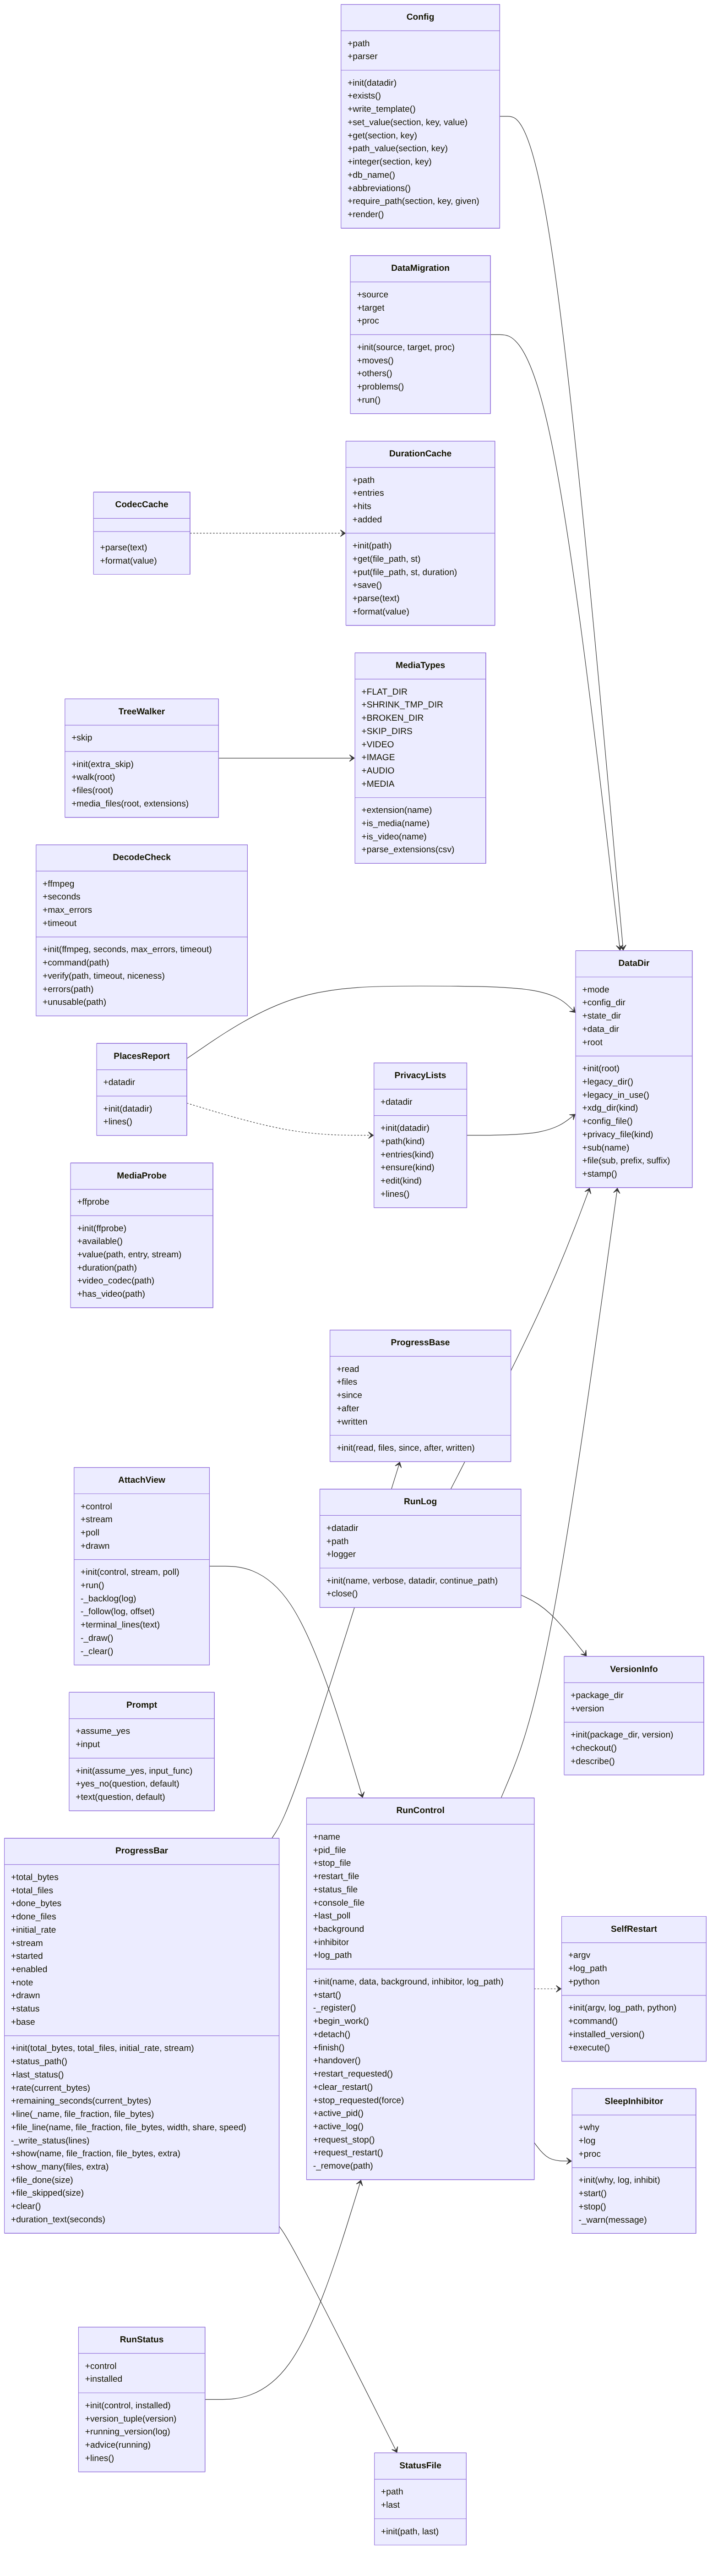 Config
+path
+parser
+init(datadir)
+exists()
+write_template()
+set_value(section, key, value)
+get(section, key)
+path_value(section, key)
+integer(section, key)
+db_name()
+abbreviations()
+require_path(section, key, given)
+render()
DataMigration
+source
+target
+proc
+init(source, target, proc)
+moves()
+others()
+problems()
+run()
DurationCache
+path
+entries
+hits
+added
+init(path)
+get(file_path, st)
+put(file_path, st, duration)
+save()
+parse(text)
+format(value)
CodecCache
+parse(text)
+format(value)
MediaTypes
+FLAT_DIR
+SHRINK_TMP_DIR
+BROKEN_DIR
+SKIP_DIRS
+VIDEO
+IMAGE
+AUDIO
+MEDIA
+extension(name)
+is_media(name)
+is_video(name)
+parse_extensions(csv)
TreeWalker
+skip
+init(extra_skip)
+walk(root)
+files(root)
+media_files(root, extensions)
DecodeCheck
+ffmpeg
+seconds
+max_errors
+timeout
+init(ffmpeg, seconds, max_errors, timeout)
+command(path)
+verify(path, timeout, niceness)
+errors(path)
+unusable(path)
DataDir
+mode
+config_dir
+state_dir
+data_dir
+root
+init(root)
+legacy_dir()
+legacy_in_use()
+xdg_dir(kind)
+config_file()
+privacy_file(kind)
+sub(name)
+file(sub, prefix, suffix)
+stamp()
PlacesReport
+datadir
+init(datadir)
+lines()
PrivacyLists
+datadir
+init(datadir)
+path(kind)
+entries(kind)
+ensure(kind)
+edit(kind)
+lines()
MediaProbe
+ffprobe
+init(ffprobe)
+available()
+value(path, entry, stream)
+duration(path)
+video_codec(path)
+has_video(path)
ProgressBase
+read
+files
+since
+after
+written
+init(read, files, since, after, written)
AttachView
+control
+stream
+poll
+drawn
+init(control, stream, poll)
+run()
-_backlog(log)
-_follow(log, offset)
+terminal_lines(text)
-_draw()
-_clear()
RunLog
+datadir
+path
+logger
+init(name, verbose, datadir, continue_path)
+close()
VersionInfo
+package_dir
+version
+init(package_dir, version)
+checkout()
+describe()
Prompt
+assume_yes
+input
+init(assume_yes, input_func)
+yes_no(question, default)
+text(question, default)
RunControl
+name
+pid_file
+stop_file
+restart_file
+status_file
+console_file
+last_poll
+background
+inhibitor
+log_path
+init(name, data, background, inhibitor, log_path)
+start()
-_register()
+begin_work()
+detach()
+finish()
+handover()
+restart_requested()
+clear_restart()
+stop_requested(force)
+active_pid()
+active_log()
+request_stop()
+request_restart()
-_remove(path)
ProgressBar
+total_bytes
+total_files
+done_bytes
+done_files
+initial_rate
+stream
+started
+enabled
+note
+drawn
+status
+base
+init(total_bytes, total_files, initial_rate, stream)
+status_path()
+last_status()
+rate(current_bytes)
+remaining_seconds(current_bytes)
+line(_name, file_fraction, file_bytes)
+file_line(name, file_fraction, file_bytes, width, share, speed)
-_write_status(lines)
+show(name, file_fraction, file_bytes, extra)
+show_many(files, extra)
+file_done(size)
+file_skipped(size)
+clear()
+duration_text(seconds)
SelfRestart
+argv
+log_path
+python
+init(argv, log_path, python)
+command()
+installed_version()
+execute()
SleepInhibitor
+why
+log
+proc
+init(why, log, inhibit)
+start()
+stop()
-_warn(message)
RunStatus
+control
+installed
+init(control, installed)
+version_tuple(version)
+running_version(log)
+advice(running)
+lines()
StatusFile
+path
+last
+init(path, last)